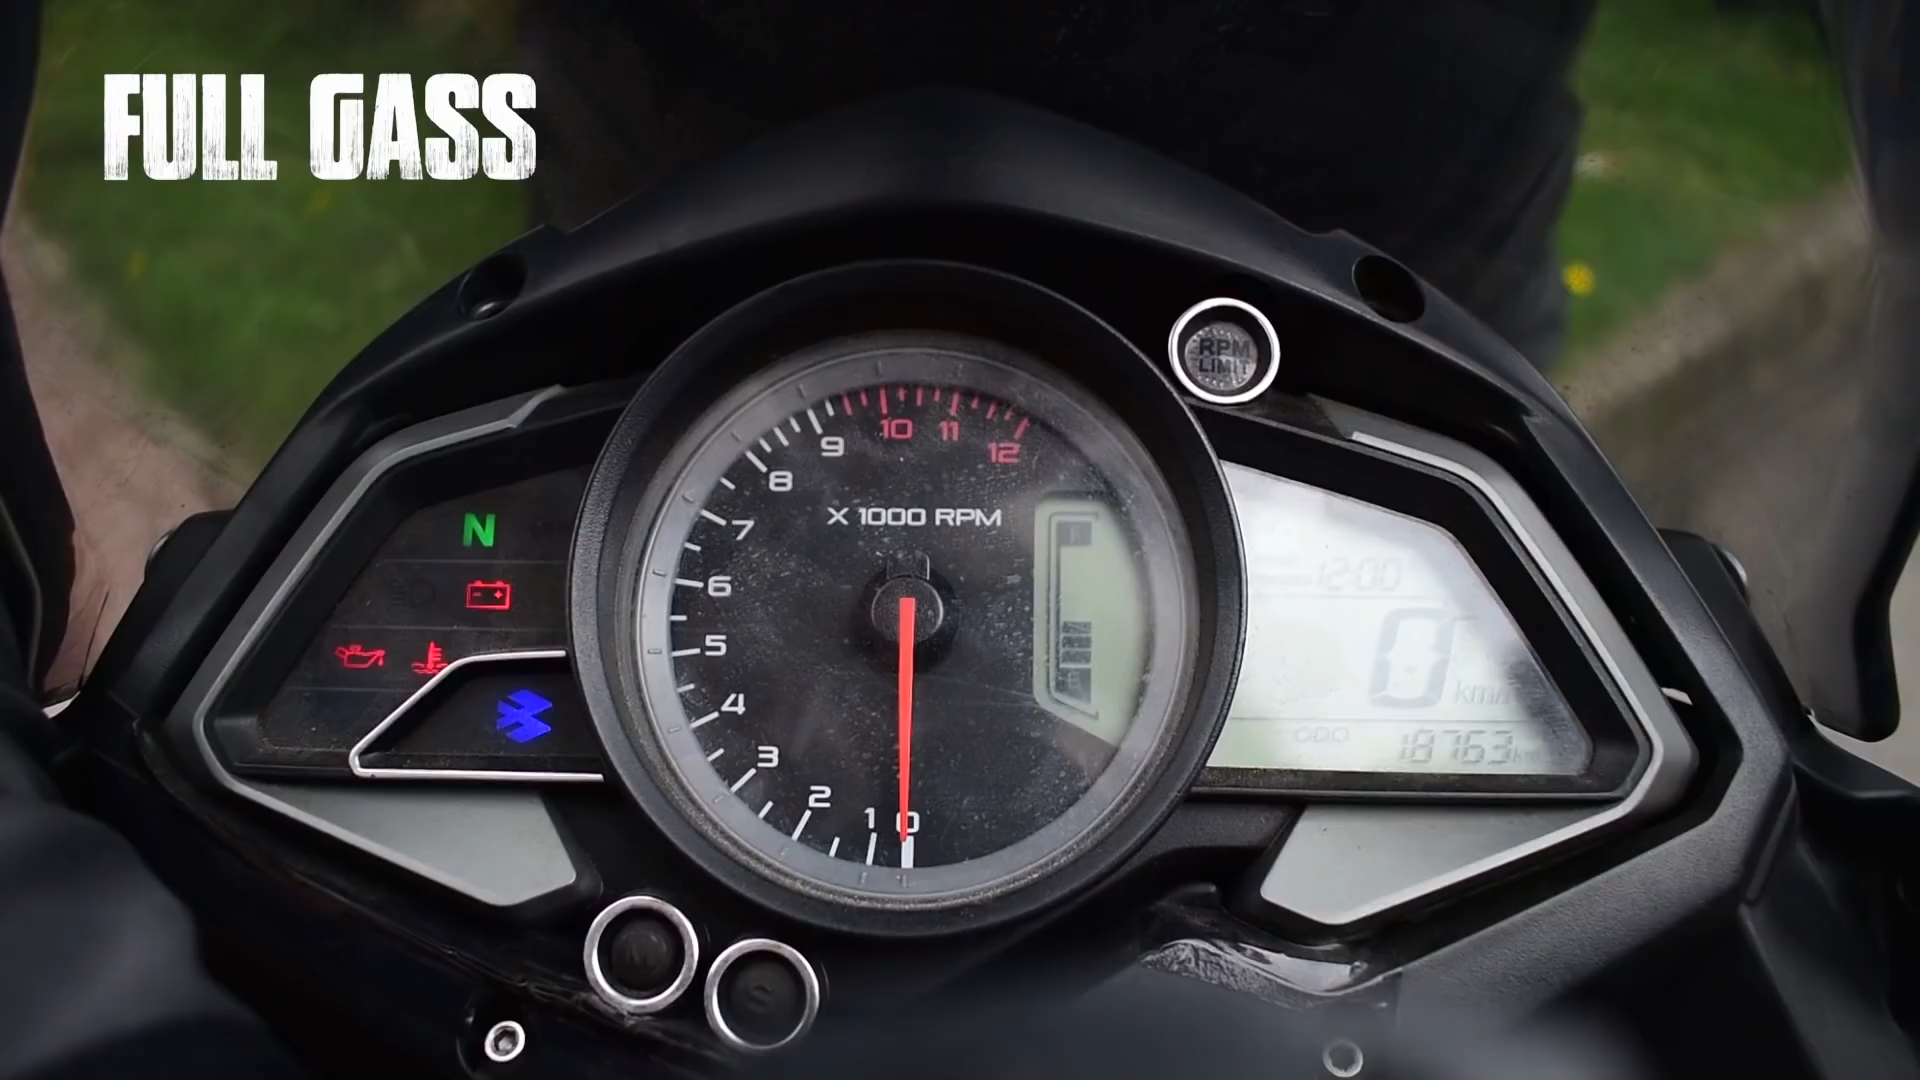 FULL GASS
RPM
LIMIT
9 10 11 12
8
X 1000 RPM
7
N
6
12:00
5
0 km/h
4
3
ODO 18763 km
2
1 0
F
E
M
S